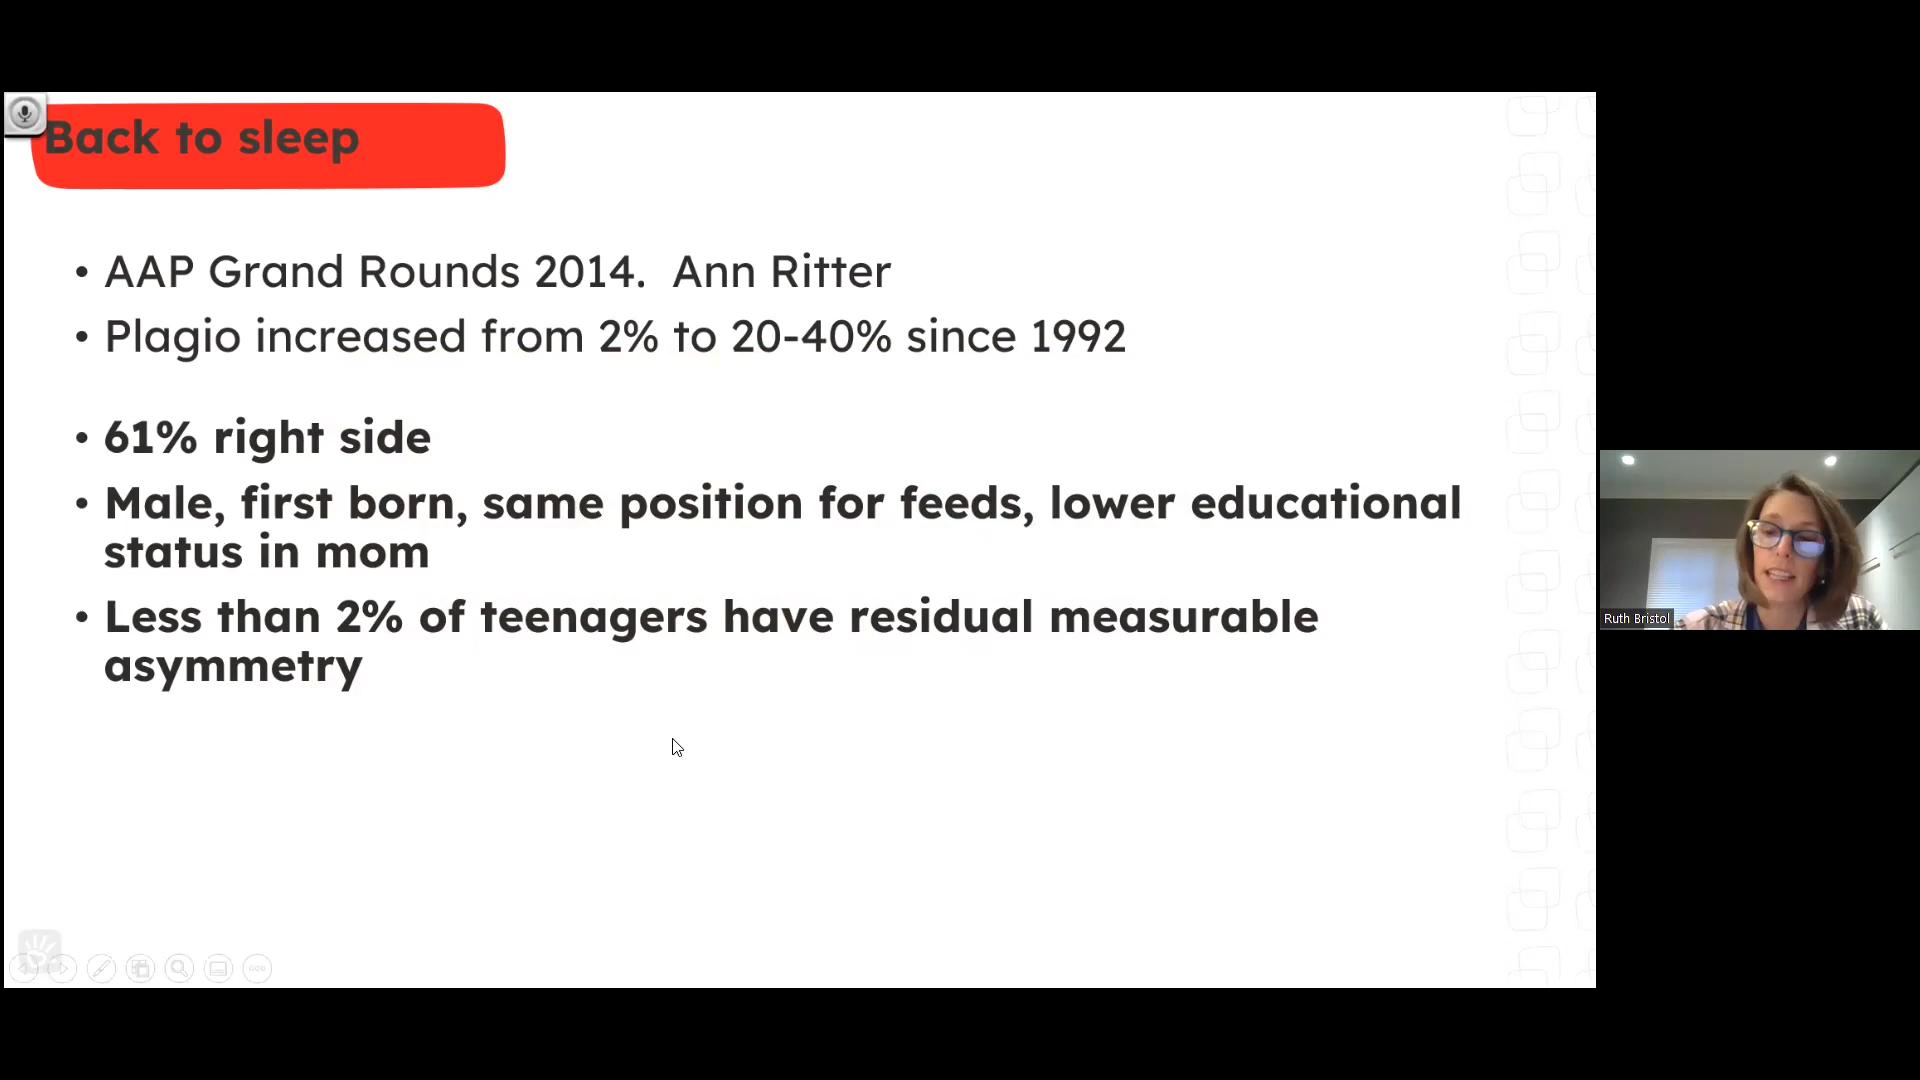 Back to sleep
• AAP Grand Rounds 2014.  Ann Ritter
• Plagio increased from 2% to 20-40% since 1992
• 61% right side
• Male, first born, same position for feeds, lower educational
status in mom
• Less than 2% of teenagers have residual measurable
asymmetry
Ruth Bristol